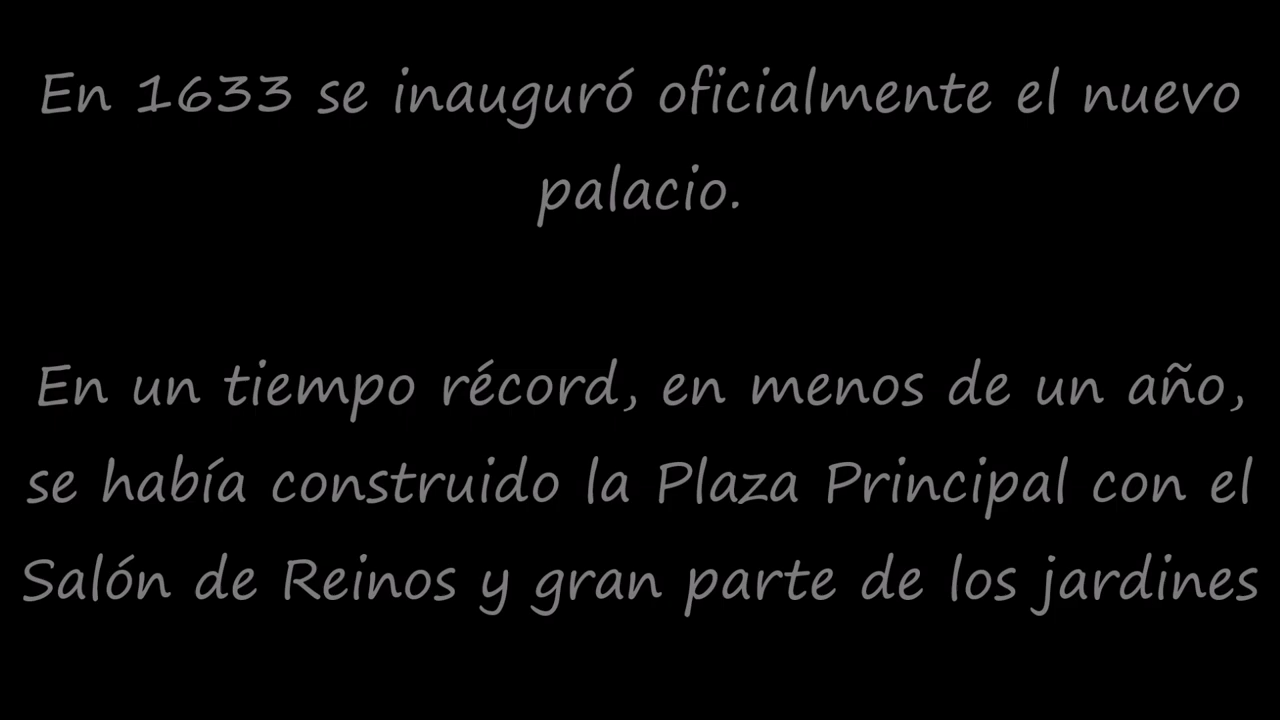 En 1633 se inauguró oficialmente el nuevo
palacio.
En un tiempo récord, en menos de un año,
se había construido la Plaza Principal con el
Salón de Reinos y gran parte de los jardines